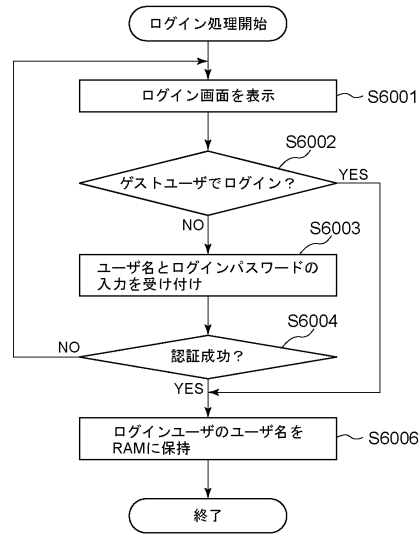 ログイン処理開始
ログイン画面を表示
S6001
S6002
ゲストユーザでログイン？
YES
NO
S6003
ユーザ名とログインパスワードの
入力を受け付け
S6004
認証成功？
NO
YES
ログインユーザのユーザ名を
RAMに保持
S6006
終了